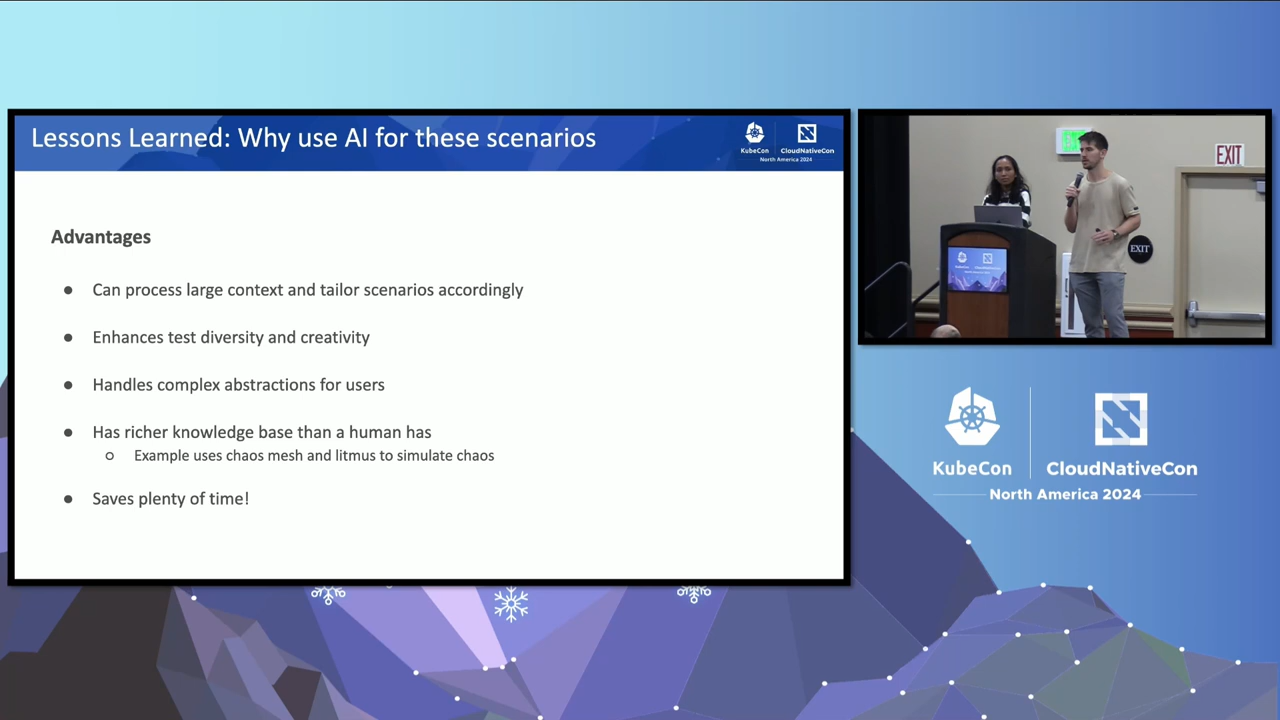 Lessons Learned: Why use AI for these scenarios
KubeCon
CloudNativeCon
North America 2024
Advantages
● Can process large context and tailor scenarios accordingly
● Enhances test diversity and creativity
● Handles complex abstractions for users
● Has richer knowledge base than a human has
○ Example uses chaos mesh and litmus to simulate chaos
● Saves plenty of time!
EXIT
EXIT
KubeCon
CloudNativeCon
KubeCon
CloudNativeCon
North America 2024